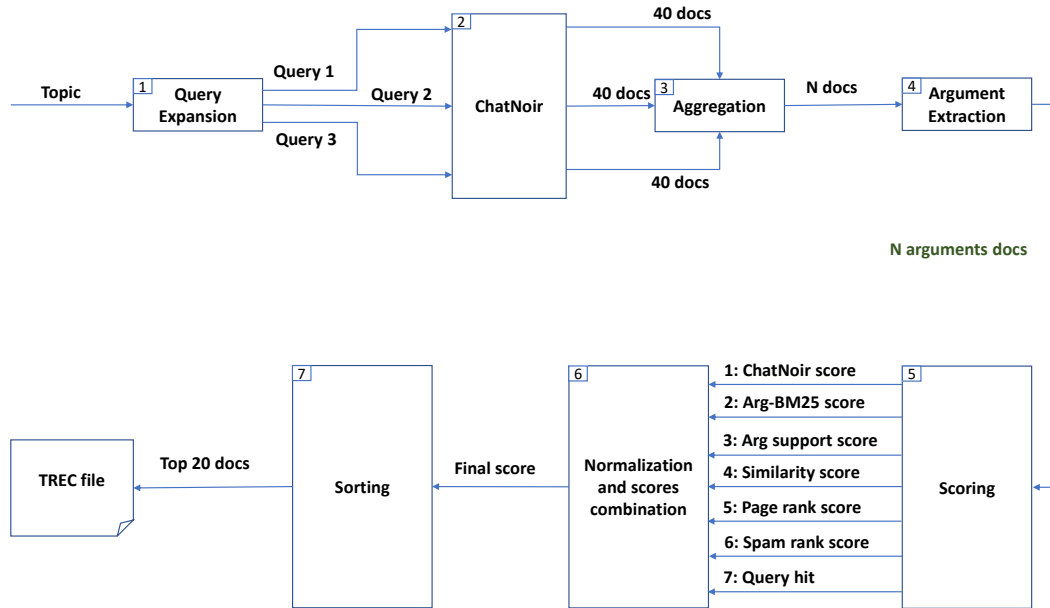 40 docs
2
Query 1
Topic
1
Query
Expansion
Query 2
ChatNoir
40 docs
3
Aggregation
N docs
4
Argument
Extraction
Query 3
40 docs
N arguments docs
7
6
1: ChatNoir score
5
2: Arg-BM25 score
3: Arg support score
TREC file
Top 20 docs
Sorting
Final score
Normalization
and scores
combination
4: Similarity score
Scoring
5: Page rank score
6: Spam rank score
7: Query hit